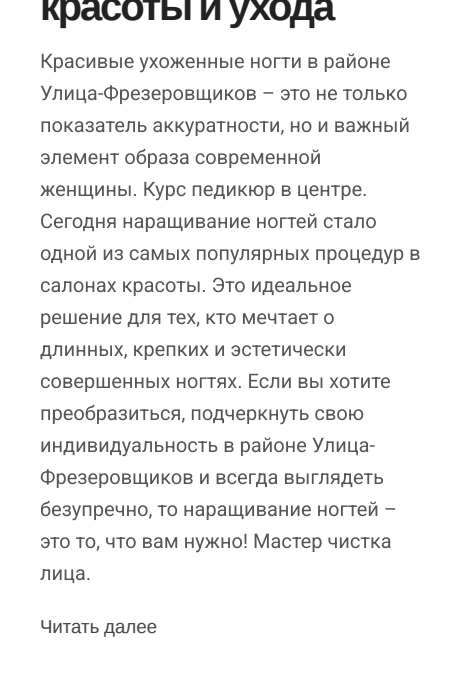 красоты и ухода
Красивые ухоженные ногти в районе
Улица-Фрезеровщиков – это не только
показатель аккуратности, но и важный
элемент образа современной
женщины. Курс педикюр в центре.
Сегодня наращивание ногтей стало
одной из самых популярных процедур в
салонах красоты. Это идеальное
решение для тех, кто мечтает о
длинных, крепких и эстетически
совершенных ногтях. Если вы хотите
преобразиться, подчеркнуть свою
индивидуальность в районе Улица-
Фрезеровщиков и всегда выглядеть
безупречно, то наращивание ногтей –
это то, что вам нужно! Мастер чистка
лица.
Читать далее